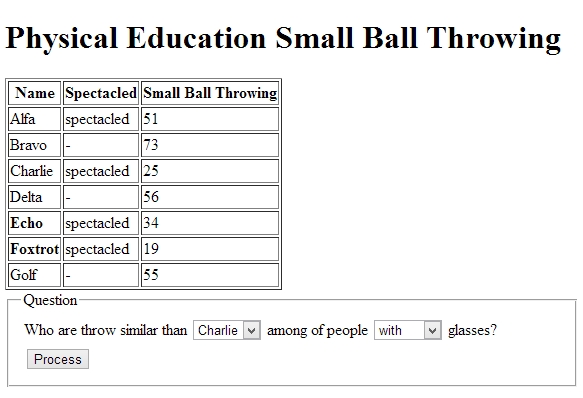 Physical Education Small Ball Throwing
Name Spectacled Small Ball Throwing
Alfa spectacled 51
Bravo - 73
Charlie spectacled 25
Delta - 56
Echo spectacled 34
Foxtrot spectacled 19
Golf - 55
Question
Who are throw similar than Charlie among of people with glasses?
Process